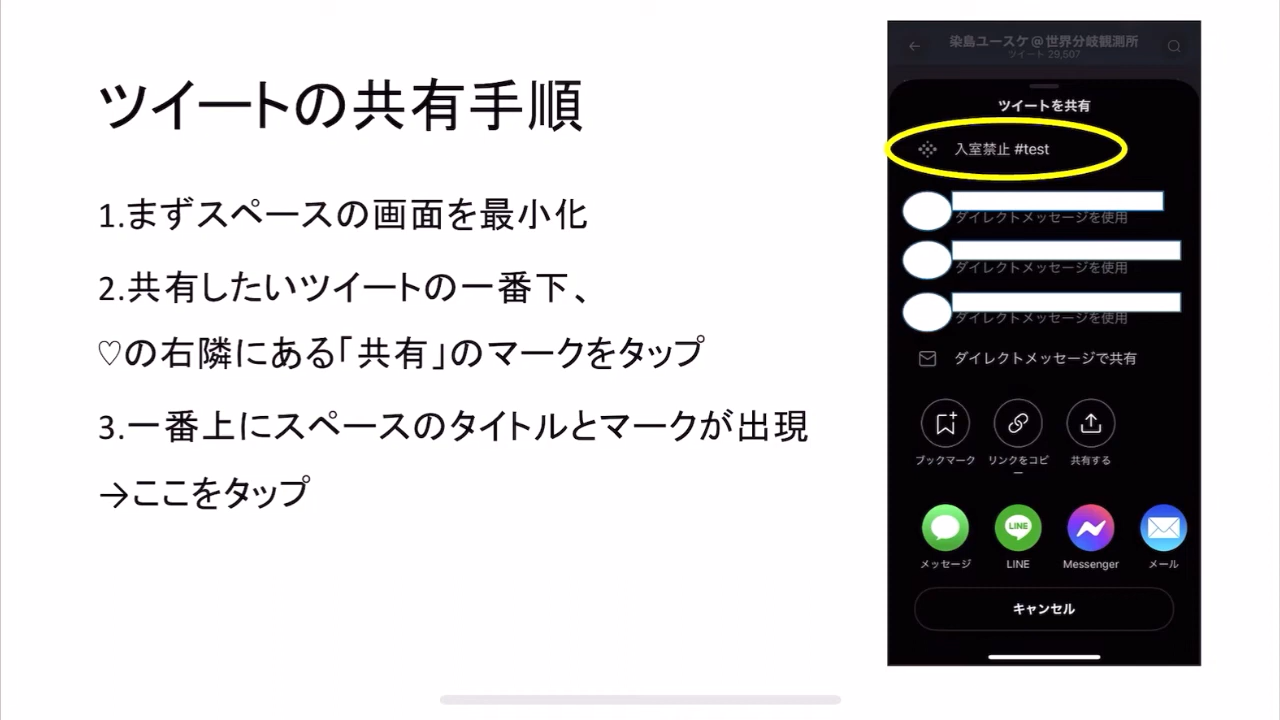 ツイートの共有手順
1.まずスペースの画面を最小化
2.共有したいツイートの一番下、
♡の右隣にある「共有」のマークをタップ
3.一番上にスペースのタイトルとマークが出現
→ここをタップ
染島ユースケ@世界分岐観測所
ツイート 29,507
ツイートを共有
入室禁止 #test
ダイレクトメッセージを使用
ダイレクトメッセージを使用
ダイレクトメッセージを使用
ダイレクトメッセージで共有
ブックマーク
リンクをコピ
ー
共有する
LINE
メッセージ
LINE
Messenger
メール
キャンセル